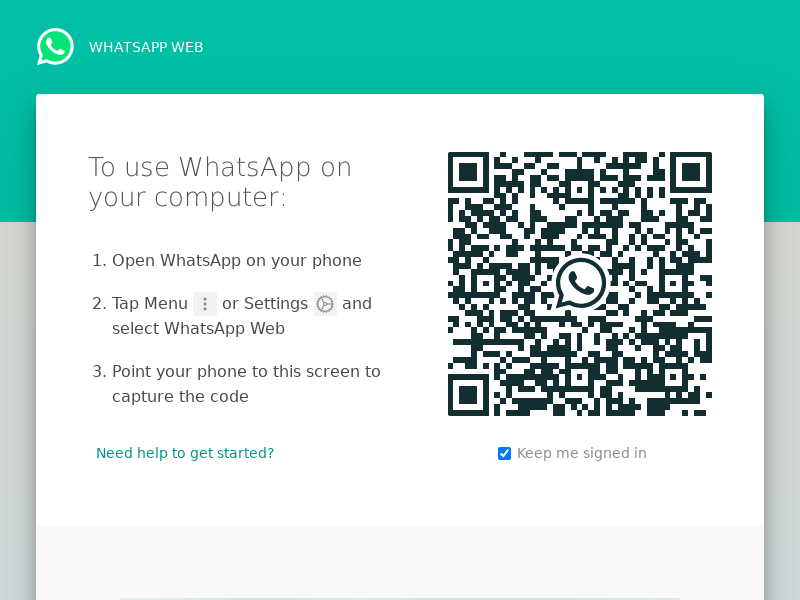 WHATSAPP WEB
To use WhatsApp on
your computer:
1. Open WhatsApp on your phone
2. Tap Menu or Settings and
select WhatsApp Web
3. Point your phone to this screen to
capture the code
Need help to get started?
Keep me signed in